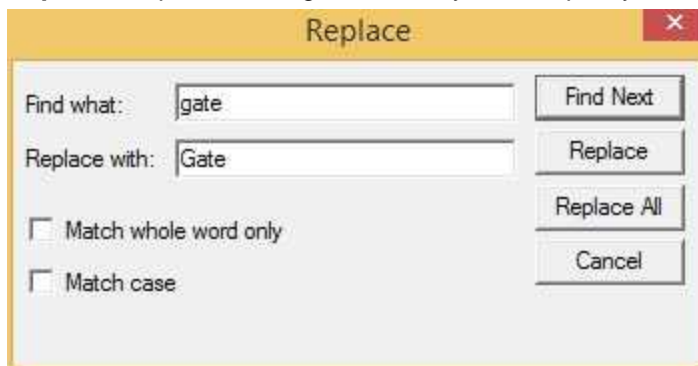 Replace
Find what: gate Find Next
Replace with: Gate Replace
Replace All
Match whole word only
Cancel
Match case